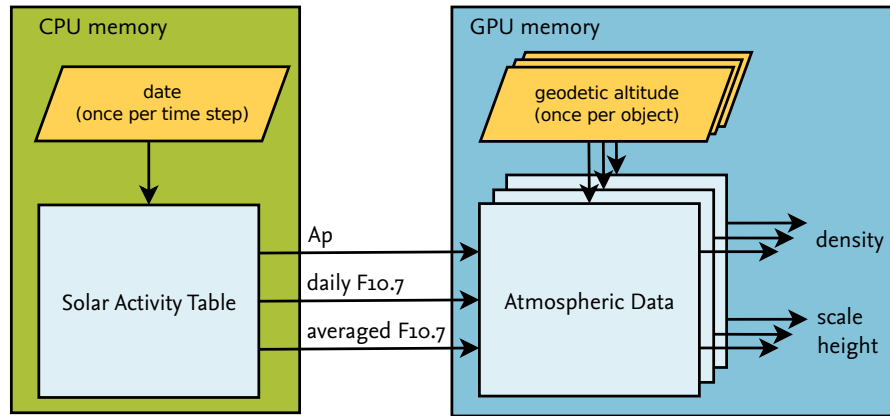 CPU memory
date
(once per time step)
Solar Activity Table
Ap
daily F10.7
averaged F10.7
GPU memory
geodetic altitude
(once per object)
Atmospheric Data
density
scale
height